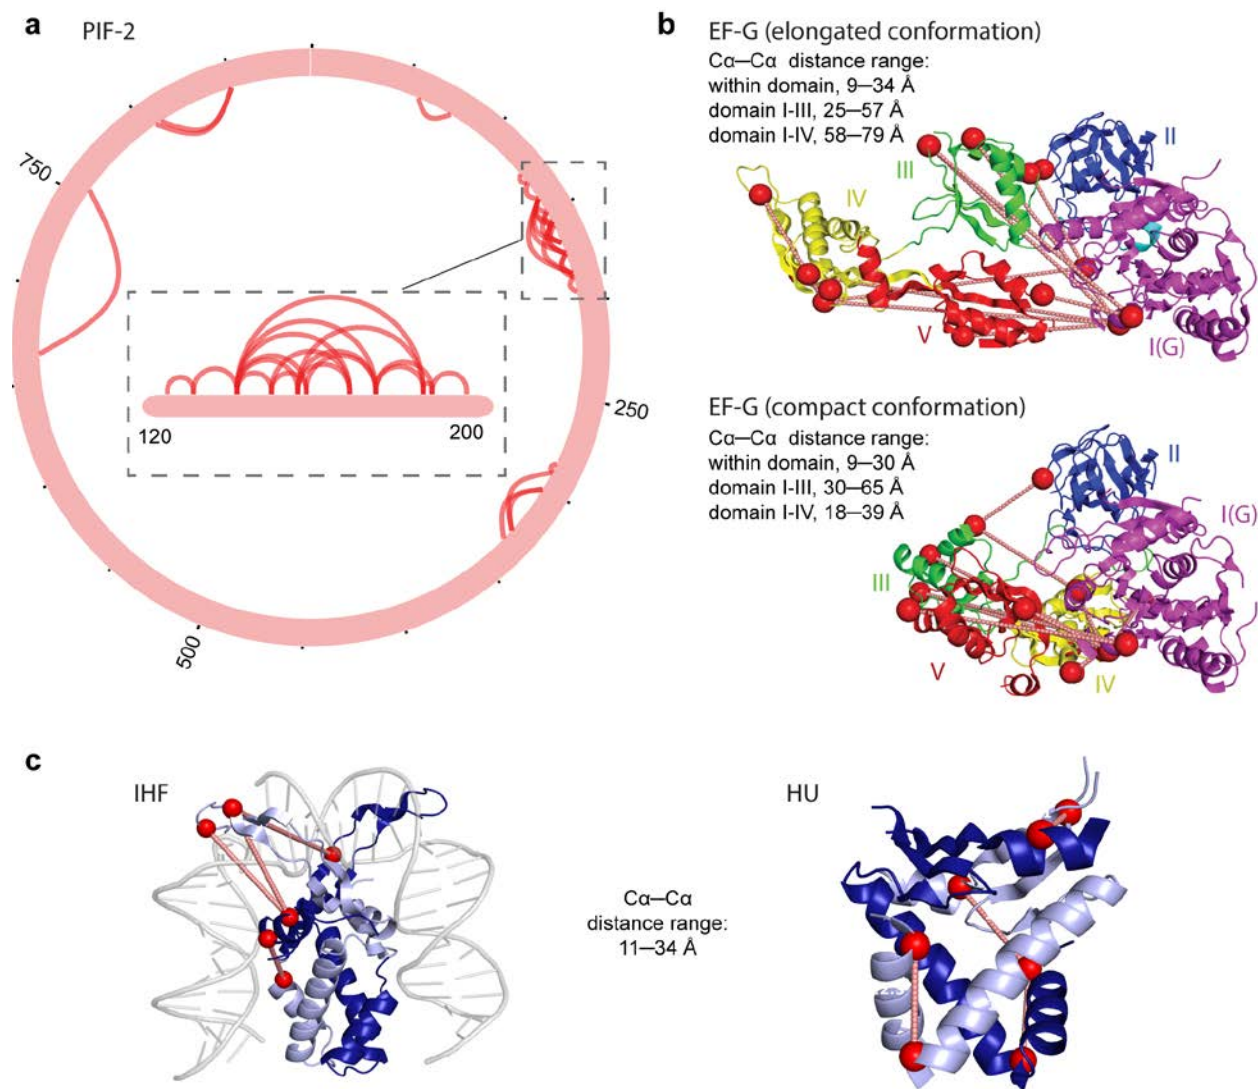 a
PIF-2
750
250
500
120
200
b
EF-G (elongated conformation)
Cα—Cα distance range:
within domain, 9—34 Å
domain I-III, 25—57 Å
domain I-IV, 58—79 Å
II
III
IV
V
I(G)
EF-G (compact conformation)
Cα—Cα distance range:
within domain, 9—30 Å
domain I-III, 30—65 Å
domain I-IV, 18—39 Å
II
I(G)
III
V
IV
c
IHF
HU
Cα—Cα
distance range:
11—34 Å